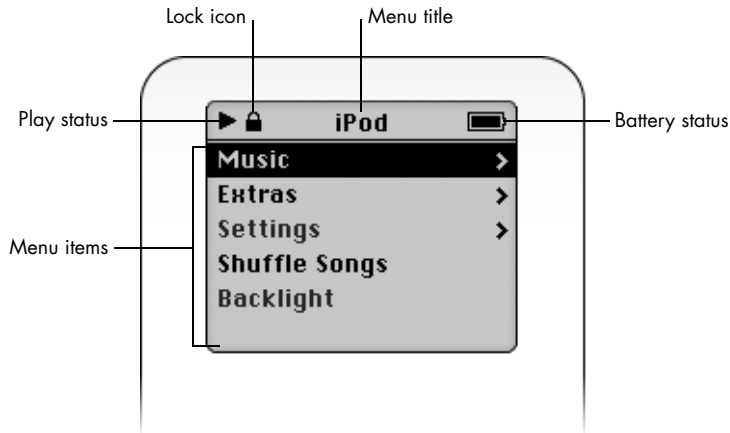 Lock icon
Menu title
Play status
iPod
Battery status
Music
Extras
Settings
Menu items
Shuffle Songs
Backlight